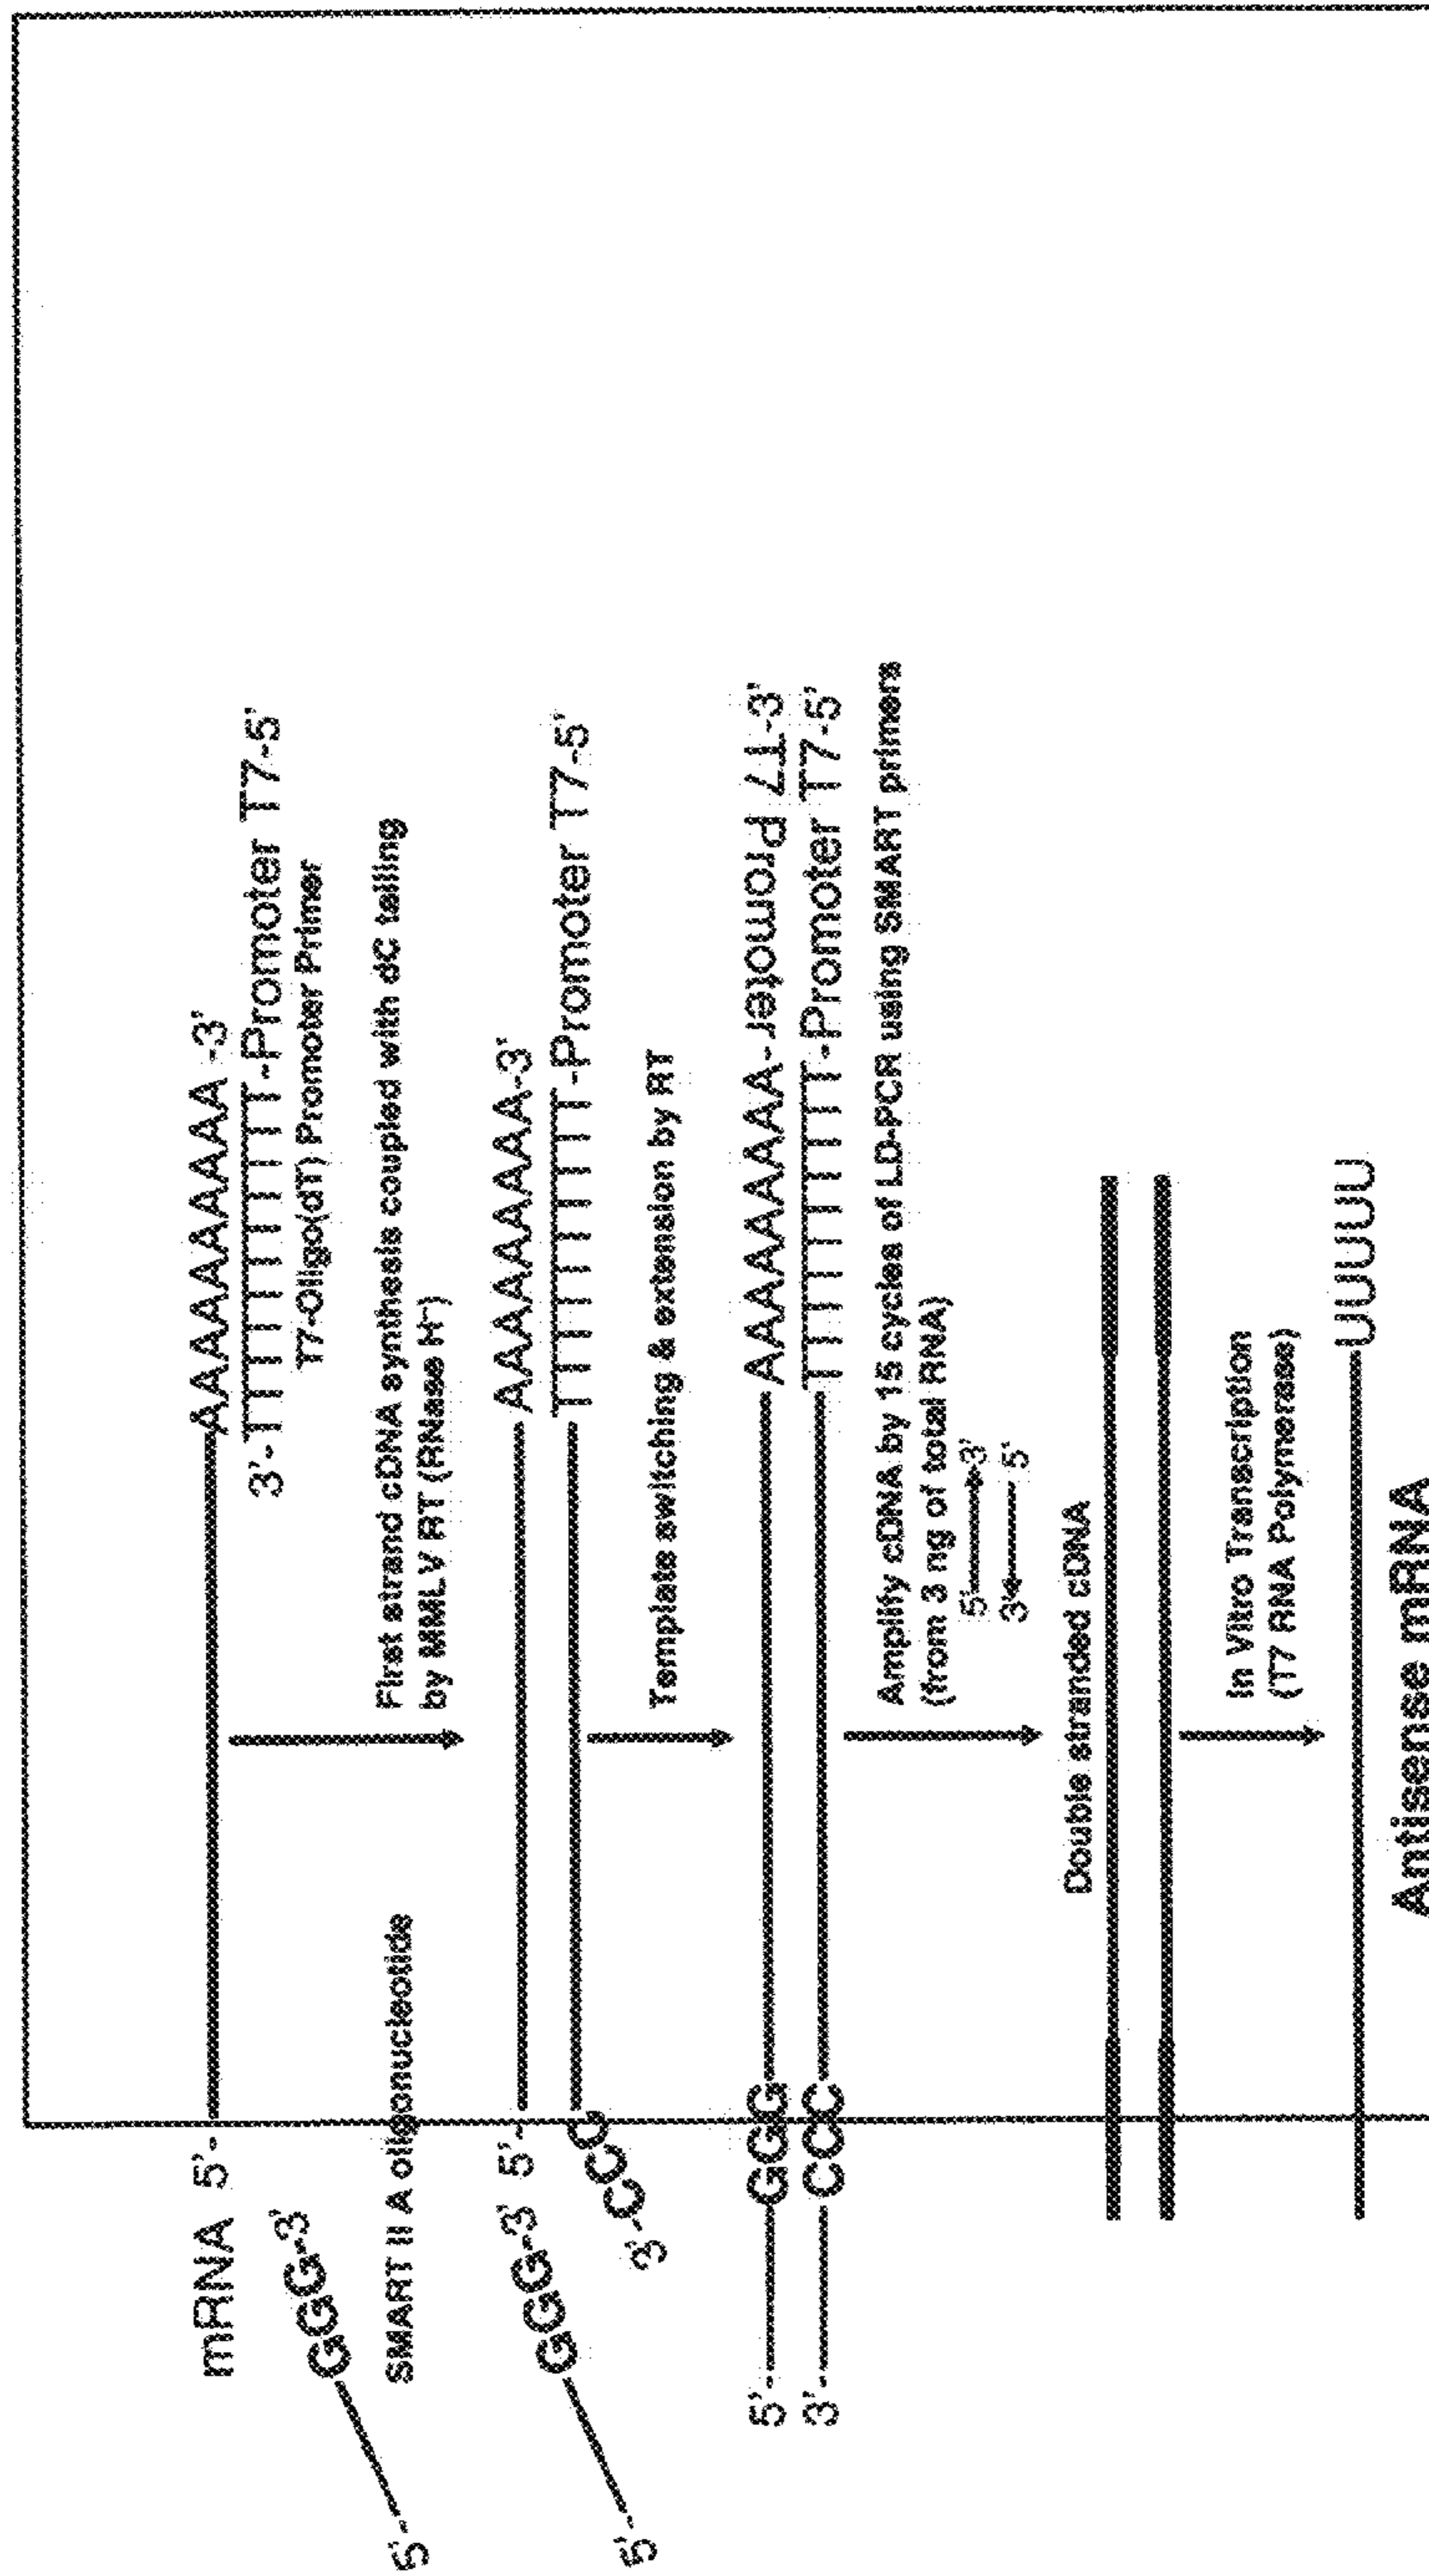 mRNA 5'- AAAAAAAAA -3'
3'-TTTTTTTTT-Promoter T7-5'
GGG-3'
T7-Oligo(dT) Promoter Primer
5'-
SMART II A oligonucleotide
First strand cDNA synthesis coupled with dC tailing
by MMLV RT (RNase H-)
GGG-3' 5'- AAAAAAAAA-3'
TTTTTTTTT-Promoter T7-5'
5'-
3'-CCC
Template switching & extension by RT
5'- GGG AAAAAAAA-Promoter T7-3'
3'- CCC TTTTTTTTT-Promoter T7-5'
Amplify cDNA by 15 cycles of LD-PCR using SMART primers
(from 3 ng of total RNA)
5' 3'
3' 5'
Double stranded cDNA
In Vitro Transcription
(T7 RNA Polymerase)
UUUUU
Antisense mRNA